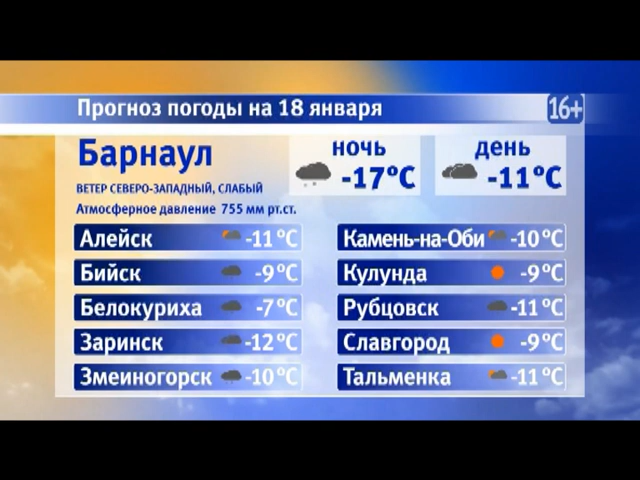 Прогноз погоды на 18 января
16+
Барнаул
ночь
-17°C
день
-11°C
ВЕТЕР СЕВЕРО-ЗАПАДНЫЙ, СЛАБЫЙ
Атмосферное давление 755 мм рт.ст.
Алейск -11°C
Бийск -9°C
Белокуриха -7°C
Заринск -12°C
Змеиногорск -10°C
Камень-на-Оби -10°C
Кулунда -9°C
Рубцовск -11°C
Славгород -9°C
Тальменка -11°C